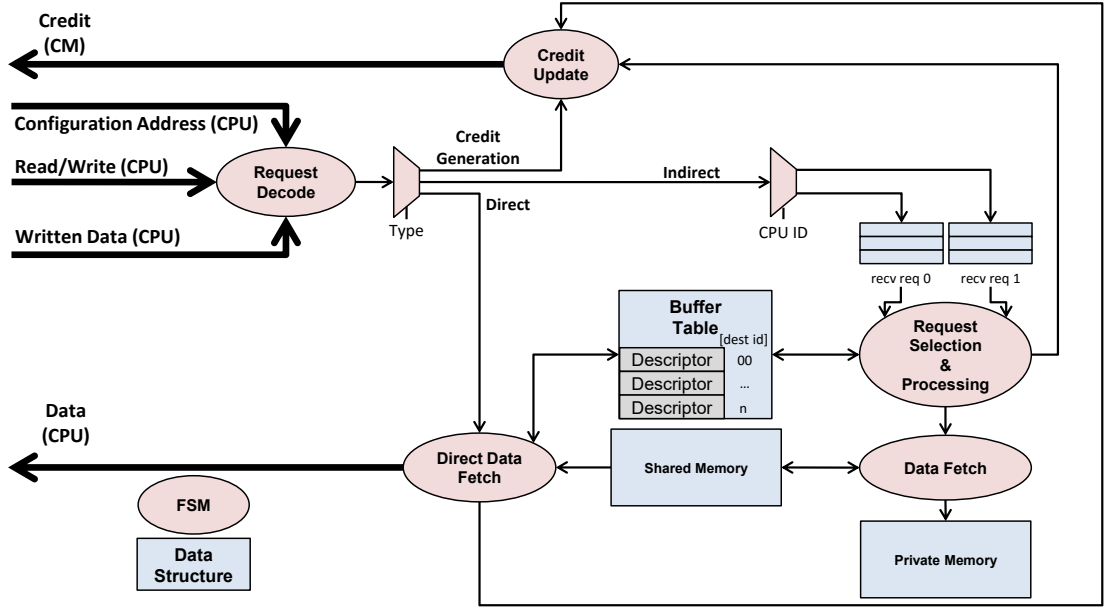 Credit
(CM)
Credit
Update
Configuration Address (CPU)
Credit
Generation
Read/Write (CPU)
Request
Decode
Indirect
Direct
Written Data (CPU)
Type
CPU ID
recv req 0
recv req 1
Buffer
Table
[dest id]
Descriptor 00
Descriptor ...
Descriptor n
Request
Selection
&
Processing
Data
(CPU)
Direct Data
Fetch
Shared Memory
Data Fetch
FSM
Data
Structure
Private Memory